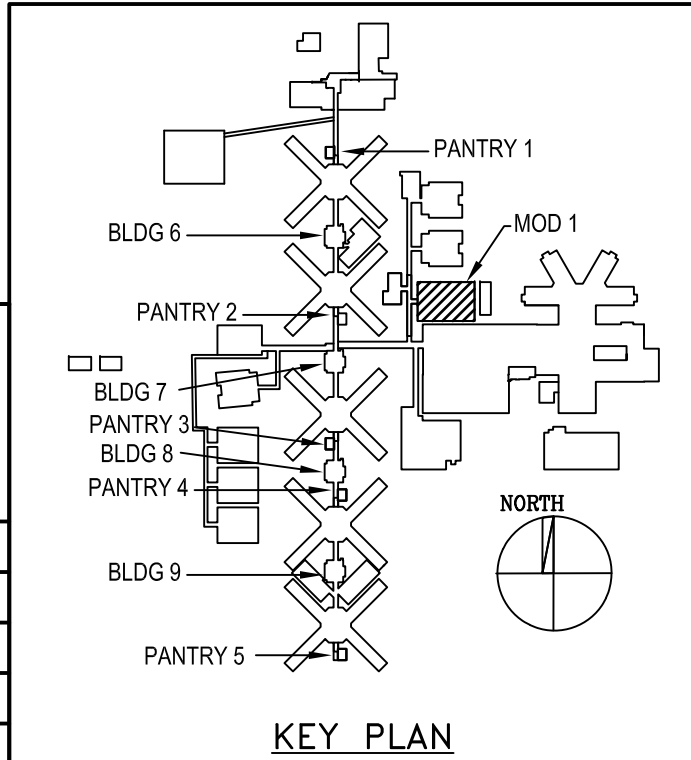 PANTRY 1
BLDG 6
MOD 1
PANTRY 2
BLDG 7
PANTRY 3
BLDG 8
PANTRY 4
NORTH
BLDG 9
PANTRY 5
KEY PLAN